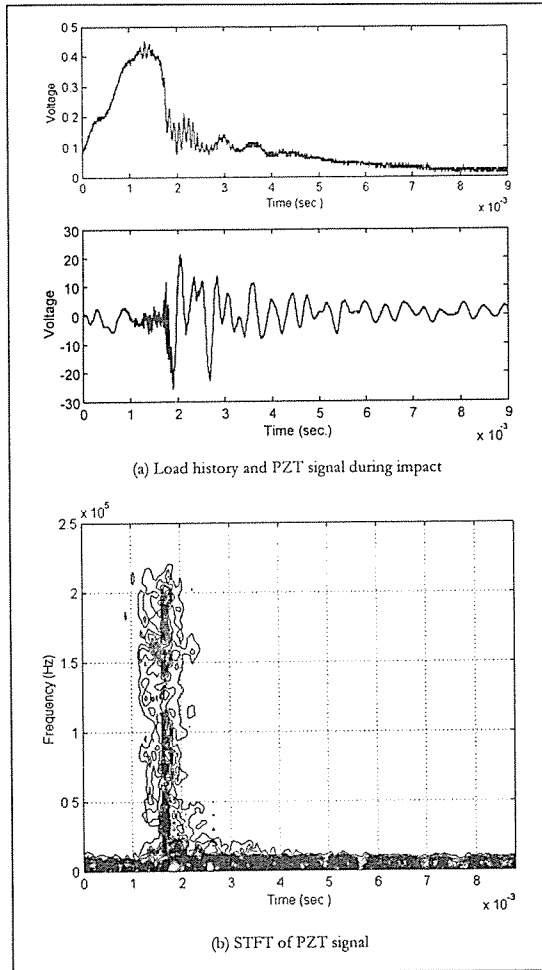 0 5
0.4
0.3
0.2
0 1
0
Voltage
0 1 2 3 4 5 6 7 8 9
Time (sec.)
x 10⁻³
30
20
10
0
-10
-20
-30
Voltage
0 1 2 3 4 5 6 7 8 9
Time (sec.)
x 10⁻³
(a) Load history and PZT signal during impact
x 10⁵
2 5
2
1 5
1
0 5
0
Frequency (Hz)
0 1 2 3 4 5 6 7 8
Time (sec )
x 10⁻³
(b) STFT of PZT signal